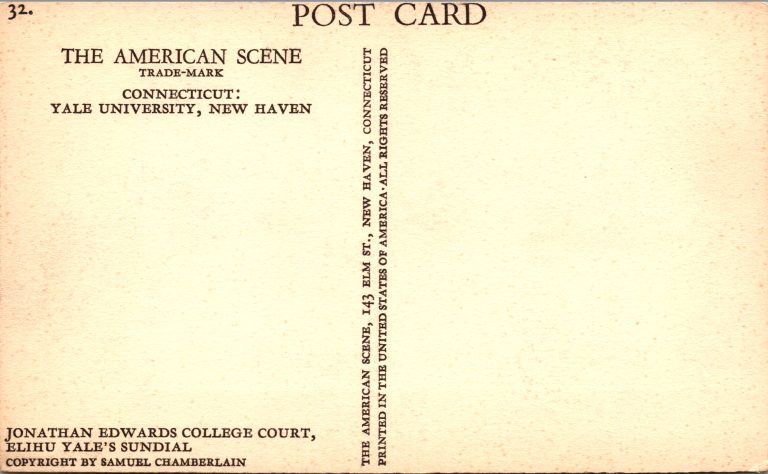 32.
POST CARD
THE AMERICAN SCENE
TRADE-MARK
CONNECTICUT:
YALE UNIVERSITY, NEW HAVEN
THE AMERICAN SCENE, 143 ELM ST., NEW HAVEN, CONNECTICUT
PRINTED IN THE UNITED STATES OF AMERICA·ALL RIGHTS RESERVED
JONATHAN EDWARDS COLLEGE COURT,
ELIHU YALE'S SUNDIAL
COPYRIGHT BY SAMUEL CHAMBERLAIN